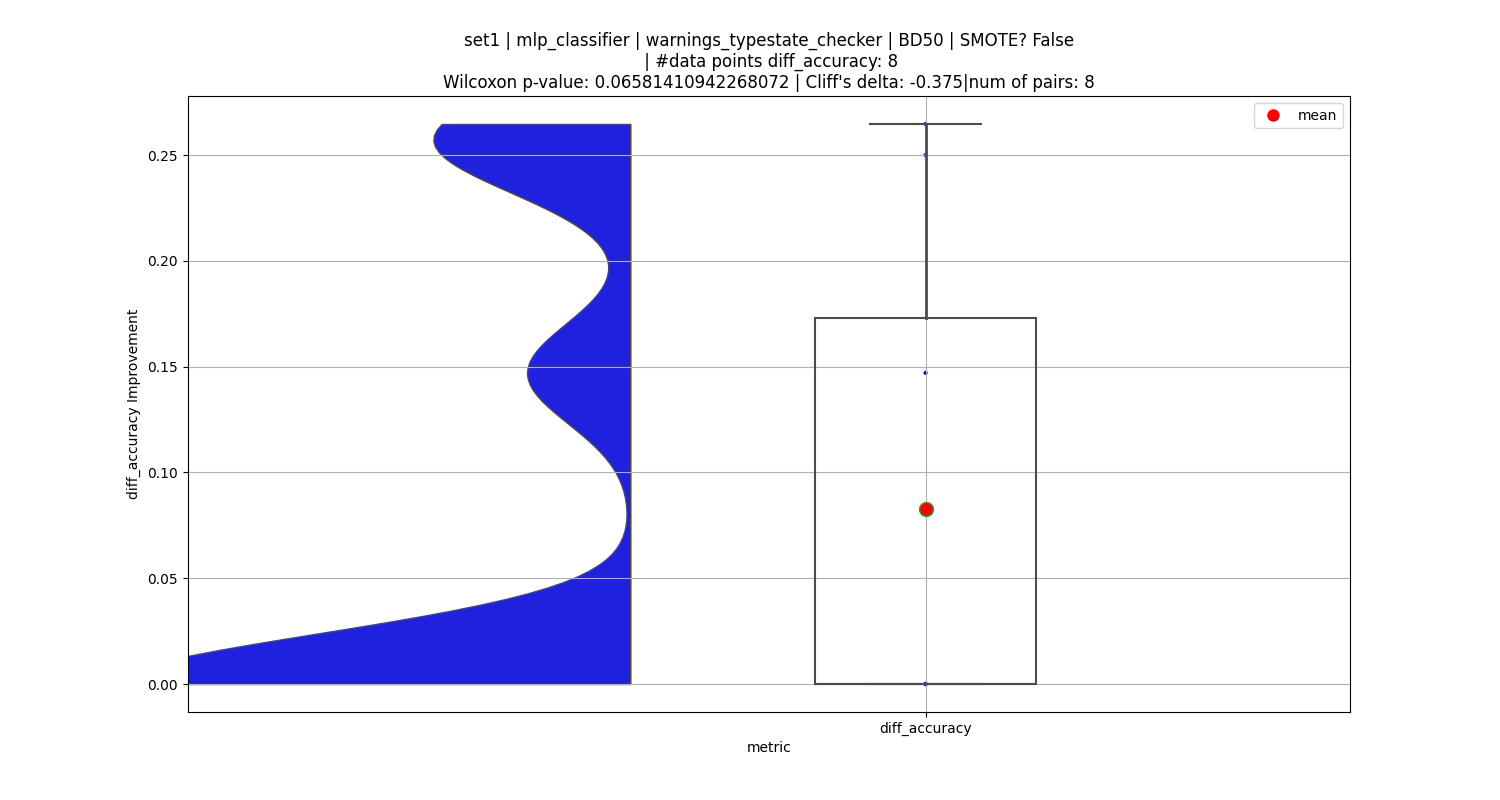 set1 | mlp_classifier | warnings_typestate_checker | BD50 | SMOTE? False
| #data points diff_accuracy: 8
Wilcoxon p-value: 0.06581410942268072 | Cliff's delta: -0.375|num of pairs: 8
mean
0.25
0.20
0.15
0.10
0.05
0.00
diff_accuracy Improvement
diff_accuracy
metric